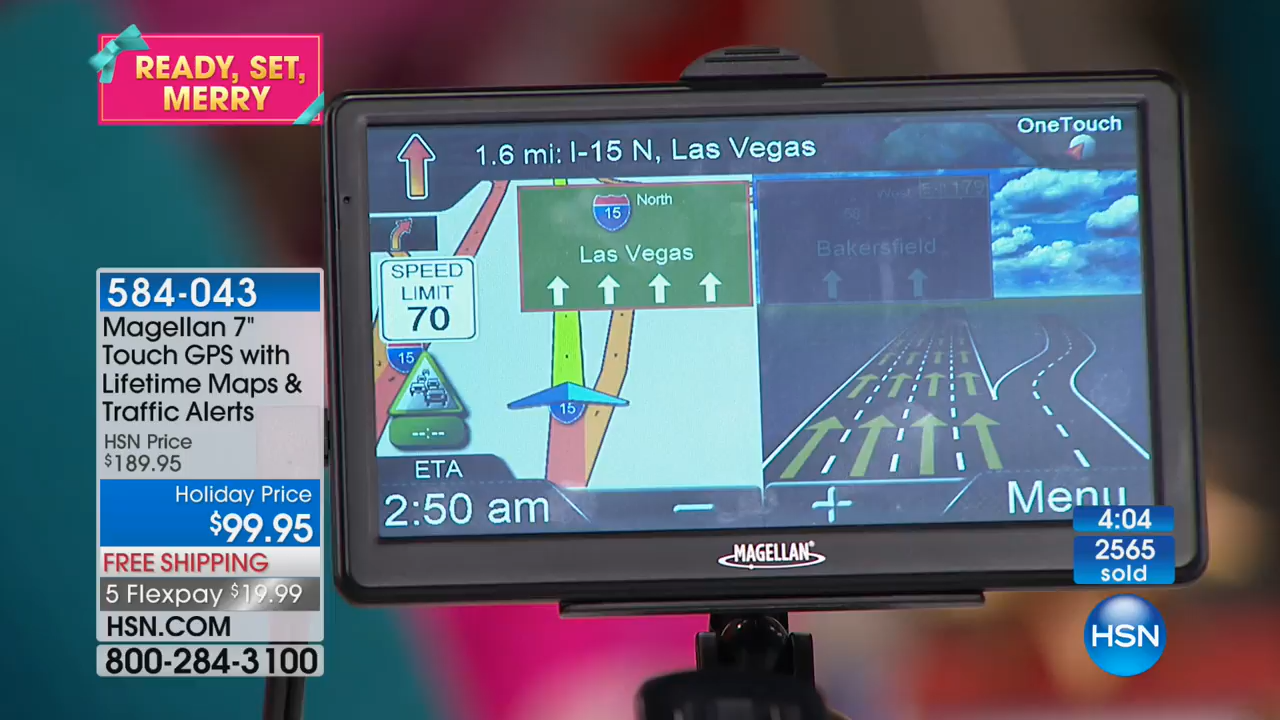 READY, SET,
MERRY
584-043
Magellan 7"
Touch GPS with
Lifetime Maps &
Traffic Alerts
HSN Price
$189.95
Holiday Price
$99.95
FREE SHIPPING
5 Flexpay $19.99
HSN.COM
800-284-3100
1.6 mi: I-15 N, Las Vegas
OneTouch
15
North
Las Vegas
Bakersfield
SPEED
LIMIT
70
15
15
--:--
ETA
2:50 am
Menu
MAGELLAN®
4:04
2565
sold
HSN